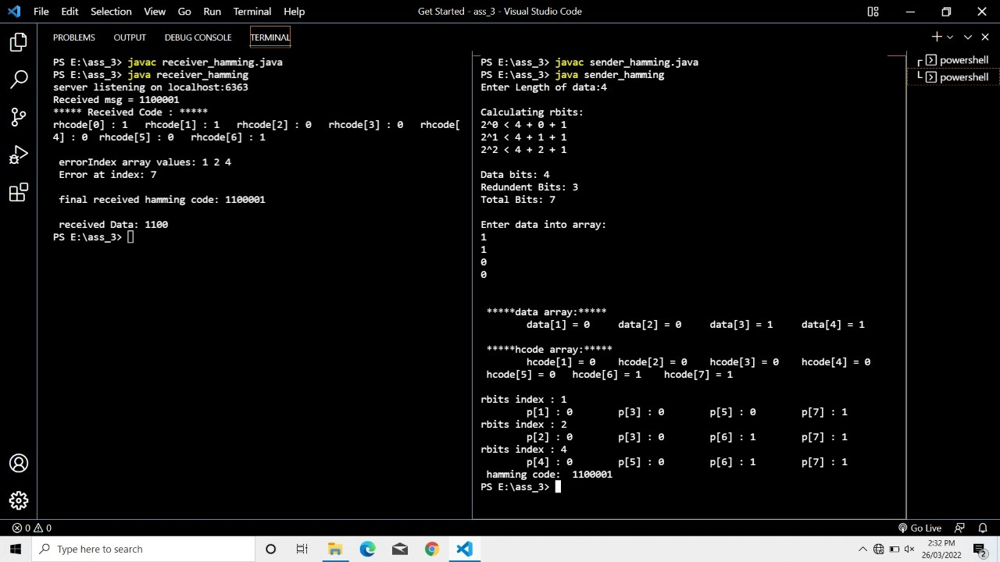 File Edit Selection View Go Run Terminal Help
Get Started - ass_3 - Visual Studio Code
PROBLEMS OUTPUT DEBUG CONSOLE TERMINAL
PS E:\ass_3> javac receiver_hamming.java
PS E:\ass_3> java receiver_hamming
server listening on localhost:6363
Received msg = 1100001
***** Received Code : *****
rhcode[0] : 1 rhcode[1] : 1 rhcode[2] : 0 rhcode[3] : 0 rhcode[
4] : 0 rhcode[5] : 0 rhcode[6] : 1
errorIndex array values: 1 2 4
Error at index: 7
final received hamming code: 1100001
received Data: 1100
PS E:\ass_3>
PS E:\ass_3> javac sender_hamming.java
PS E:\ass_3> java sender_hamming
Enter Length of data:4
Calculating rbits:
2^0 < 4 + 0 + 1
2^1 < 4 + 1 + 1
2^2 < 4 + 2 + 1
Data bits: 4
Redundent Bits: 3
Total Bits: 7
Enter data into array:
1
1
0
0
*****data array:*****
data[1] = 0 data[2] = 0 data[3] = 1 data[4] = 1
*****hcode array:*****
hcode[1] = 0 hcode[2] = 0 hcode[3] = 0 hcode[4] = 0
hcode[5] = 0 hcode[6] = 1 hcode[7] = 1
rbits index : 1
p[1] : 0 p[3] : 0 p[5] : 0 p[7] : 1
rbits index : 2
p[2] : 0 p[3] : 0 p[6] : 1 p[7] : 1
rbits index : 4
p[4] : 0 p[5] : 0 p[6] : 1 p[7] : 1
hamming code: 1100001
PS E:\ass_3>
powershell
powershell
0 0
Go Live
Type here to search
2:32 PM
26/03/2022
2